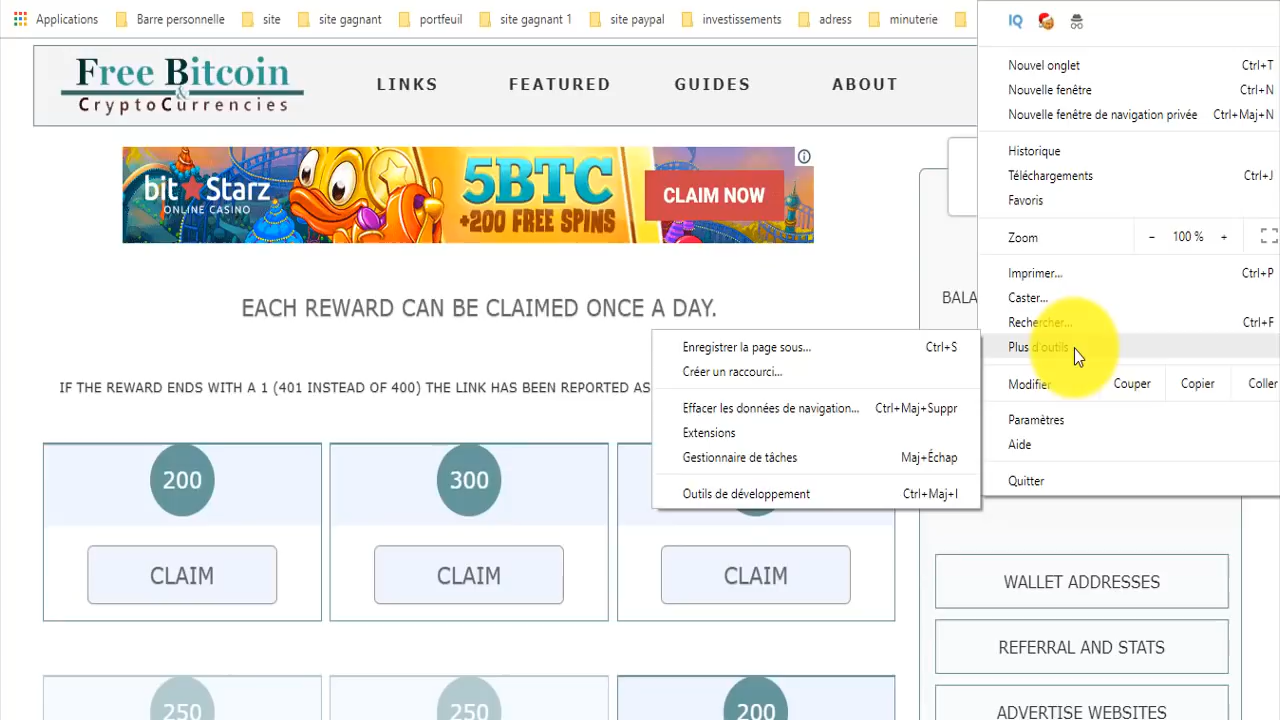 Applications
Barre personnelle
site
site gagnant
portfeuil
site gagnant 1
site paypal
investissements
adress
minuterie
IQ
Free Bitcoin
&
CryptoCurrencies
LINKS
FEATURED
GUIDES
ABOUT
bitStarz
ONLINE CASINO
5BTC
+200 FREE SPINS
CLAIM NOW
EACH REWARD CAN BE CLAIMED ONCE A DAY.
IF THE REWARD ENDS WITH A 1 (401 INSTEAD OF 400) THE LINK HAS BEEN REPORTED AS
200
300
CLAIM
CLAIM
CLAIM
250
250
200
Nouvel onglet Ctrl+T
Nouvelle fenêtre Ctrl+N
Nouvelle fenêtre de navigation privée Ctrl+Maj+N
Historique
Téléchargements Ctrl+J
Favoris
Zoom − 100 % +
Imprimer... Ctrl+P
Caster...
Rechercher... Ctrl+F
Plus d'outils
Modifier Couper Copier Coller
Paramètres
Aide
Quitter
Enregistrer la page sous... Ctrl+S
Créer un raccourci...
Effacer les données de navigation... Ctrl+Maj+Suppr
Extensions
Gestionnaire de tâches Maj+Échap
Outils de développement Ctrl+Maj+I
BALA
WALLET ADDRESSES
REFERRAL AND STATS
ADVERTISE WEBSITES